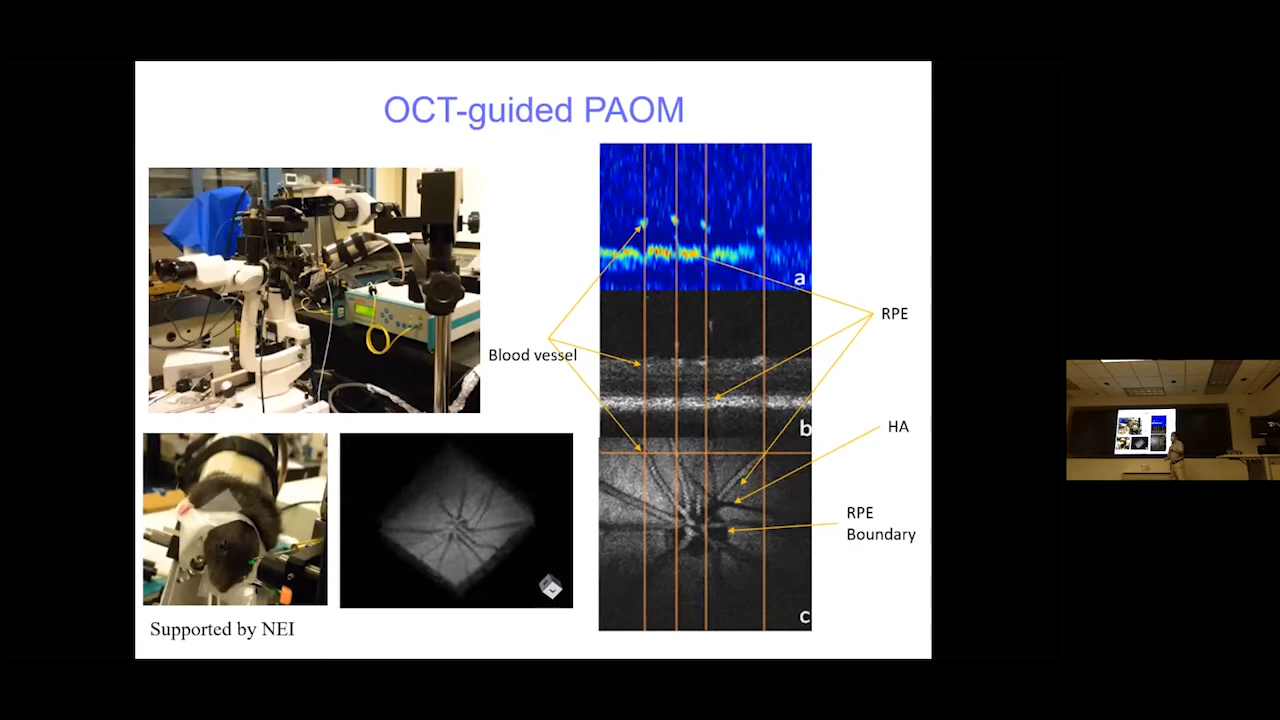 OCT-guided PAOM
a
RPE
Blood vessel
b
HA
RPE
Boundary
c
Supported by NEI